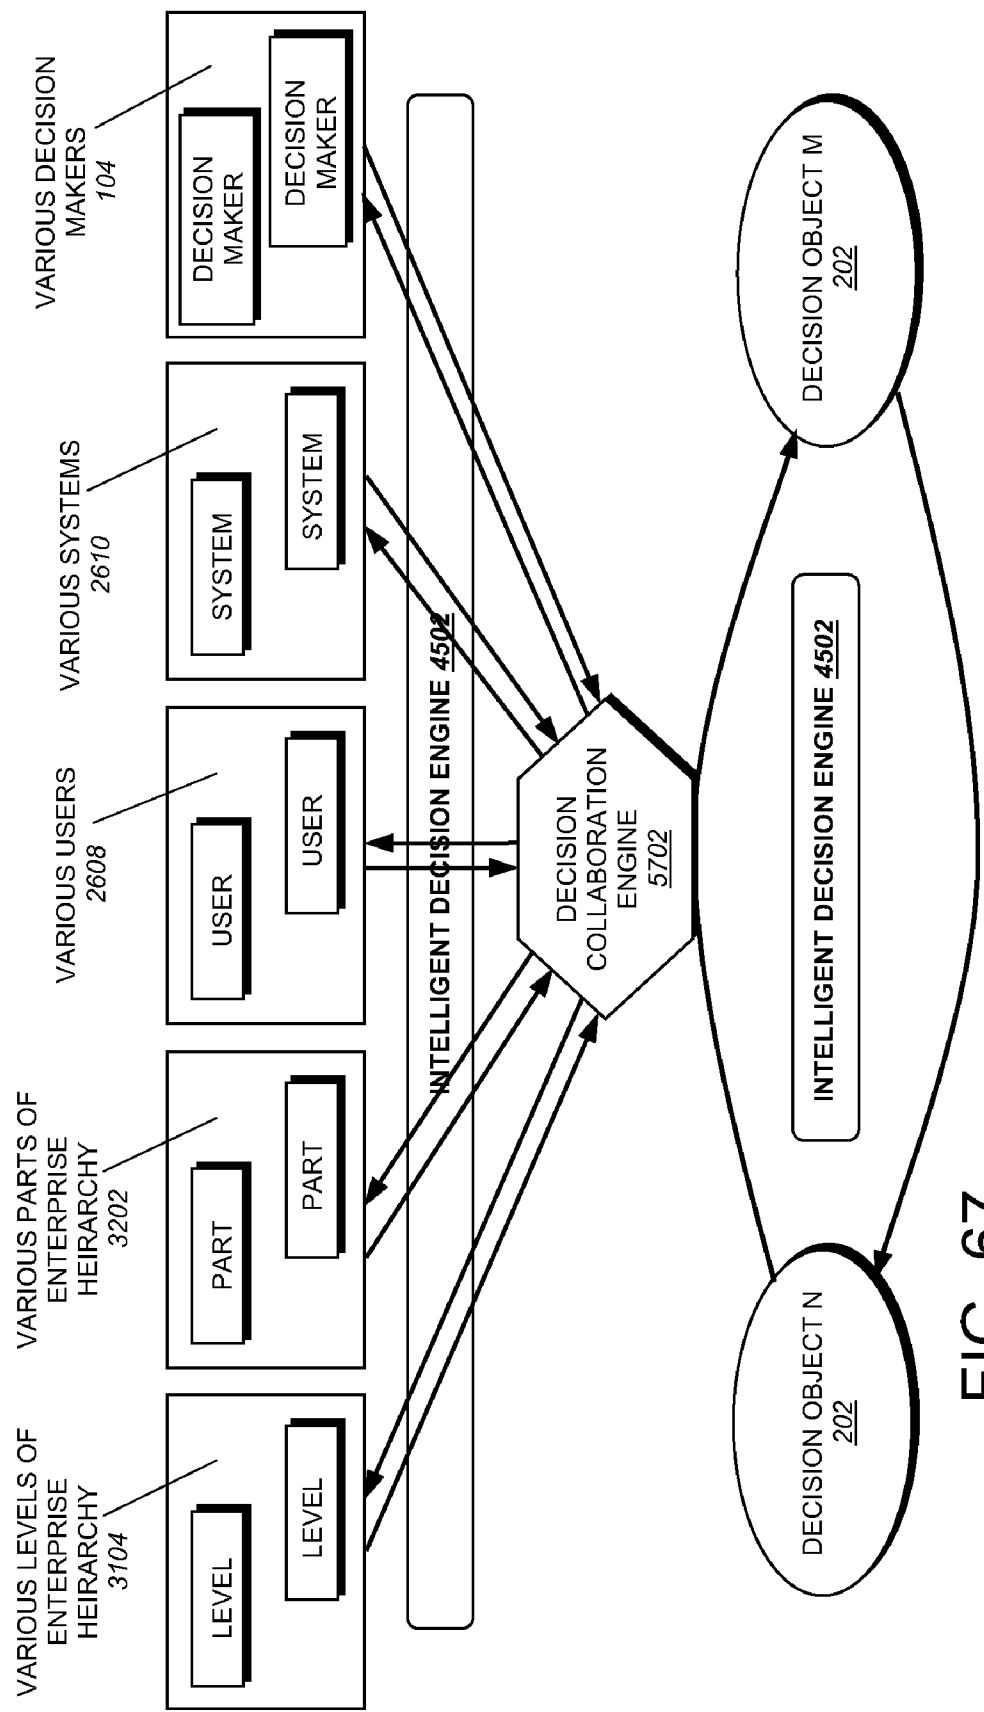 VARIOUS LEVELS OF
ENTERPRISE
HEIRARCHY
3104
VARIOUS PARTS OF
ENTERPRISE
HEIRARCHY
3202
VARIOUS USERS
2608
VARIOUS SYSTEMS
2610
VARIOUS DECISION
MAKERS
104
LEVEL
LEVEL
PART
PART
USER
USER
SYSTEM
SYSTEM
DECISION
MAKER
DECISION
MAKER
INTELLIGENT DECISION ENGINE 4502
DECISION
COLLABORATION
ENGINE
5702
DECISION OBJECT N
202
INTELLIGENT DECISION ENGINE 4502
DECISION OBJECT M
202
FIG. 67